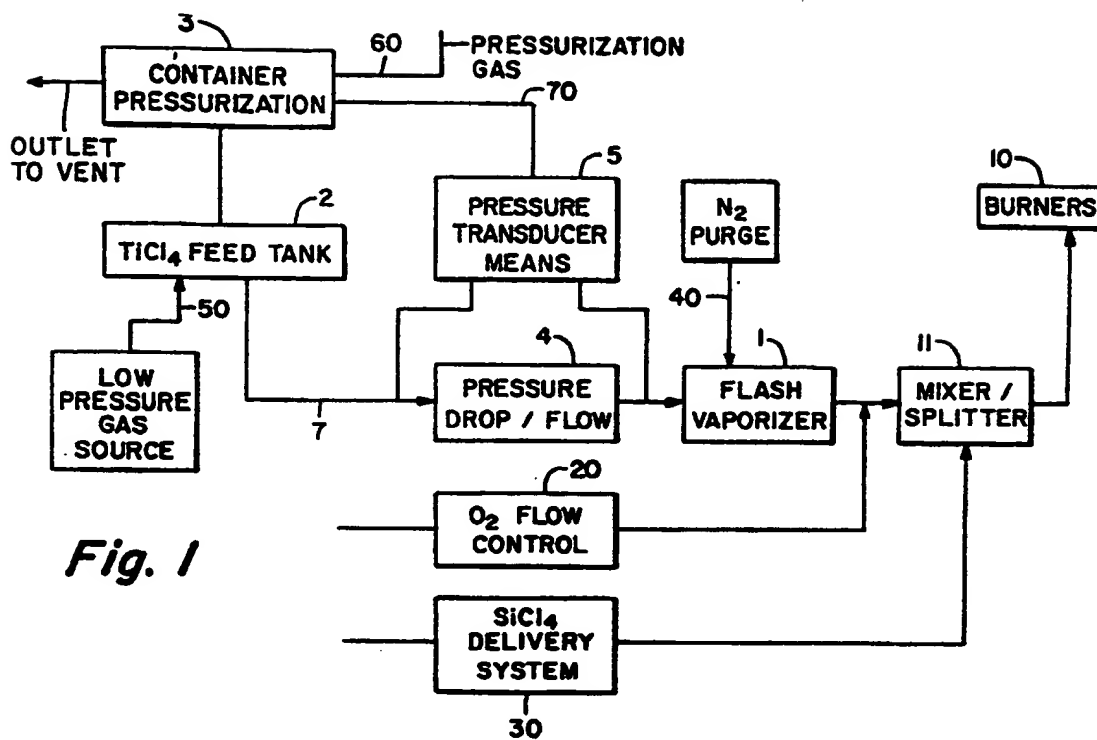 3
CONTAINER
PRESSURIZATION
60
PRESSURIZATION
GAS
70
OUTLET
TO VENT
2
TiCl4 FEED TANK
50
LOW
PRESSURE
GAS
SOURCE
7
5
PRESSURE
TRANSDUCER
MEANS
4
PRESSURE
DROP / FLOW
N2
PURGE
40
1
FLASH
VAPORIZER
10
BURNERS
11
MIXER /
SPLITTER
20
O2 FLOW
CONTROL
Fig. 1
SiCl4
DELIVERY
SYSTEM
30